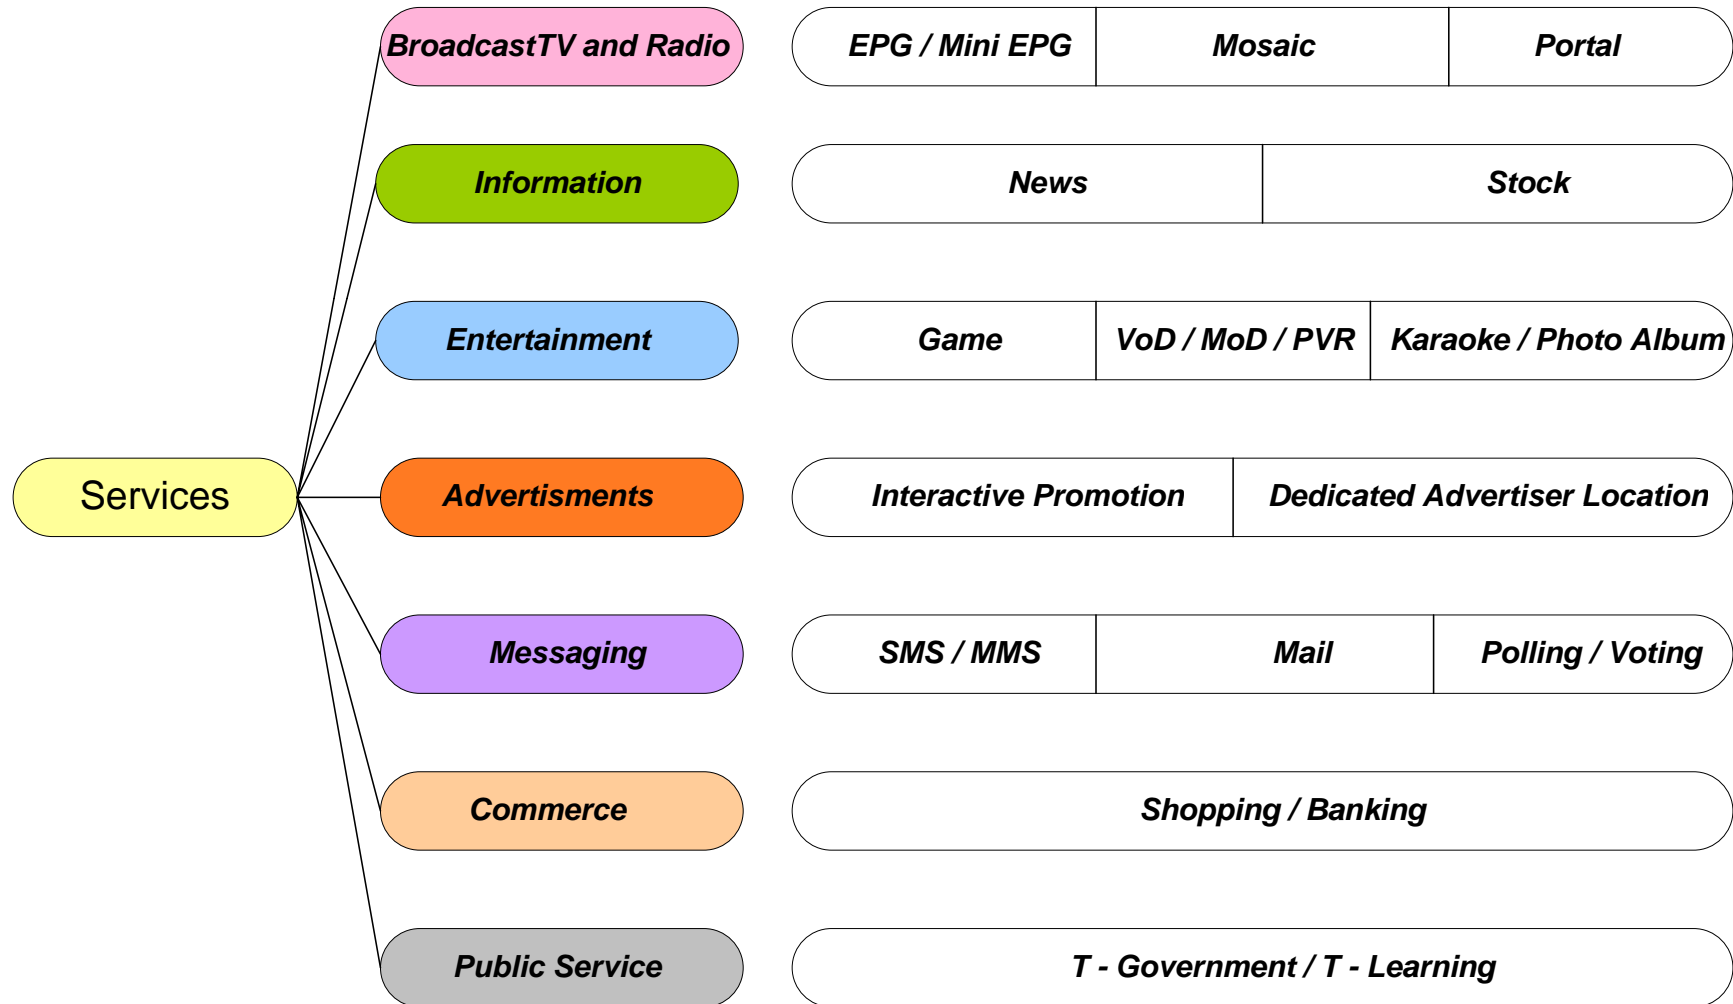 BroadcastTV and Radio
EPG / Mini EPG
Mosaic
Portal
Information
News
Stock
Entertainment
Game
VoD / MoD / PVR
Karaoke / Photo Album
Services
Advertisments
Interactive Promotion
Dedicated Advertiser Location
Messaging
SMS / MMS
Mail
Polling / Voting
Commerce
Shopping / Banking
Public Service
T - Government / T - Learning